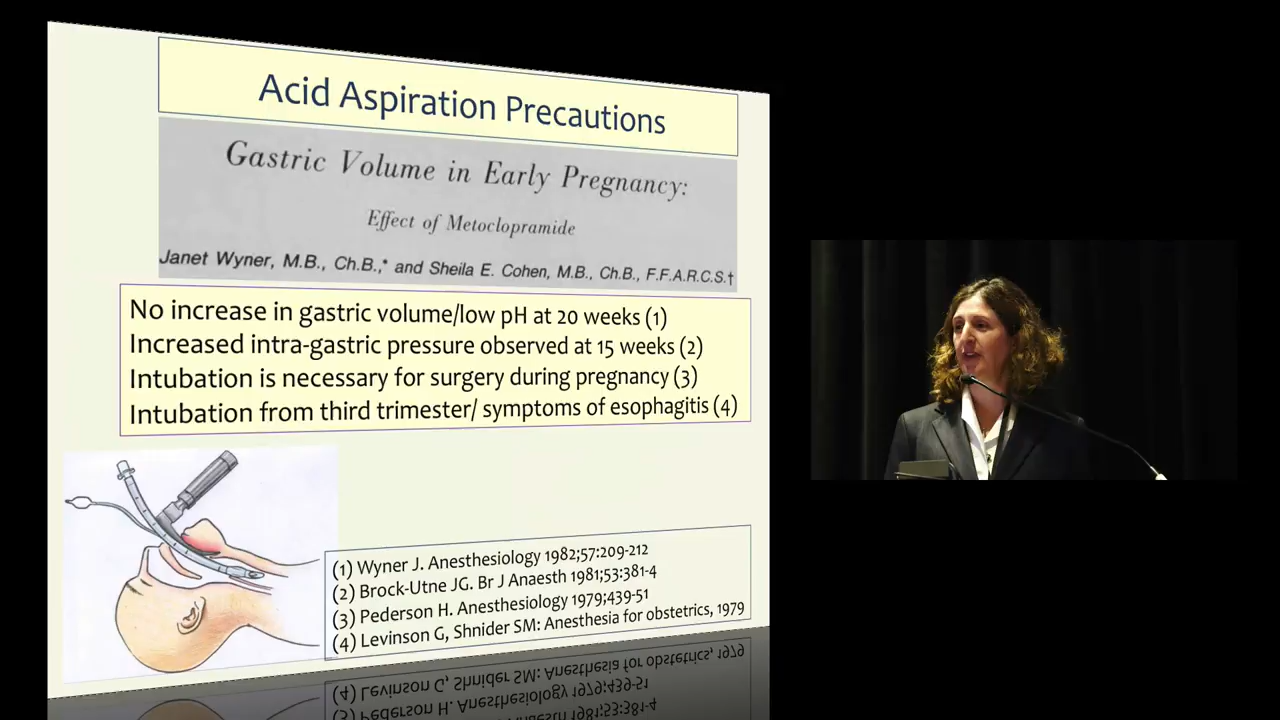 Acid Aspiration Precautions
Gastric Volume in Early Pregnancy:
Effect of Metoclopramide
Janet Wyner, M.B., Ch.B.,* and Sheila E. Cohen, M.B., Ch.B., F.F.A.R.C.S.†
No increase in gastric volume/low pH at 20 weeks (1)
Increased intra-gastric pressure observed at 15 weeks (2)
Intubation is necessary for surgery during pregnancy (3)
Intubation from third trimester/ symptoms of esophagitis (4)
(1) Wyner J. Anesthesiology 1982;57:209-212
(2) Brock-Utne JG. Br J Anaesth 1981;53:381-4
(3) Pederson H. Anesthesiology 1979;439-51
(4) Levinson G, Shnider SM: Anesthesia for obstetrics, 1979